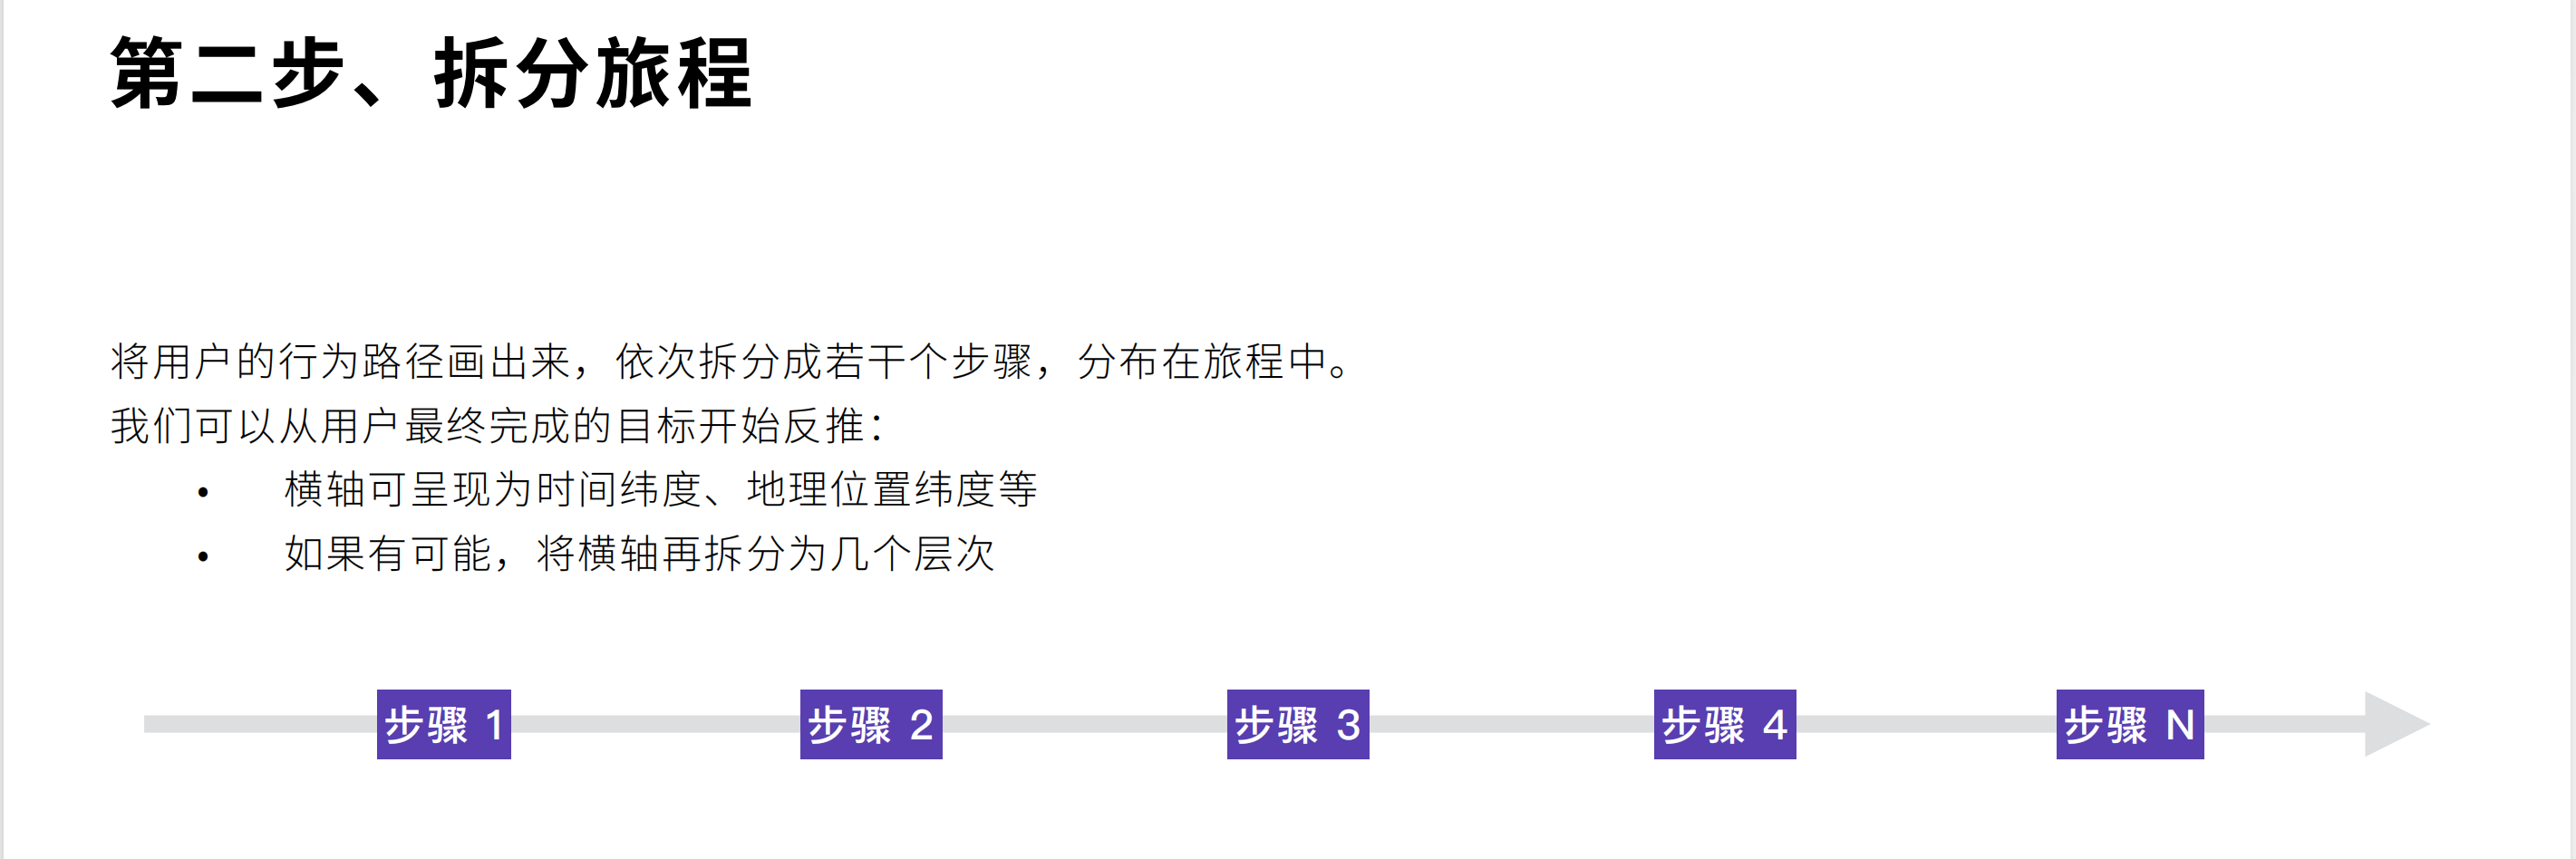 第二步、拆分旅程
将用户的行为路径画出来，依次拆分成若干个步骤，分布在旅程中。
我们可以从用户最终完成的目标开始反推：
• 横轴可呈现为时间纬度、地理位置纬度等
• 如果有可能，将横轴再拆分为几个层次
步骤 1
步骤 2
步骤 3
步骤 4
步骤 N